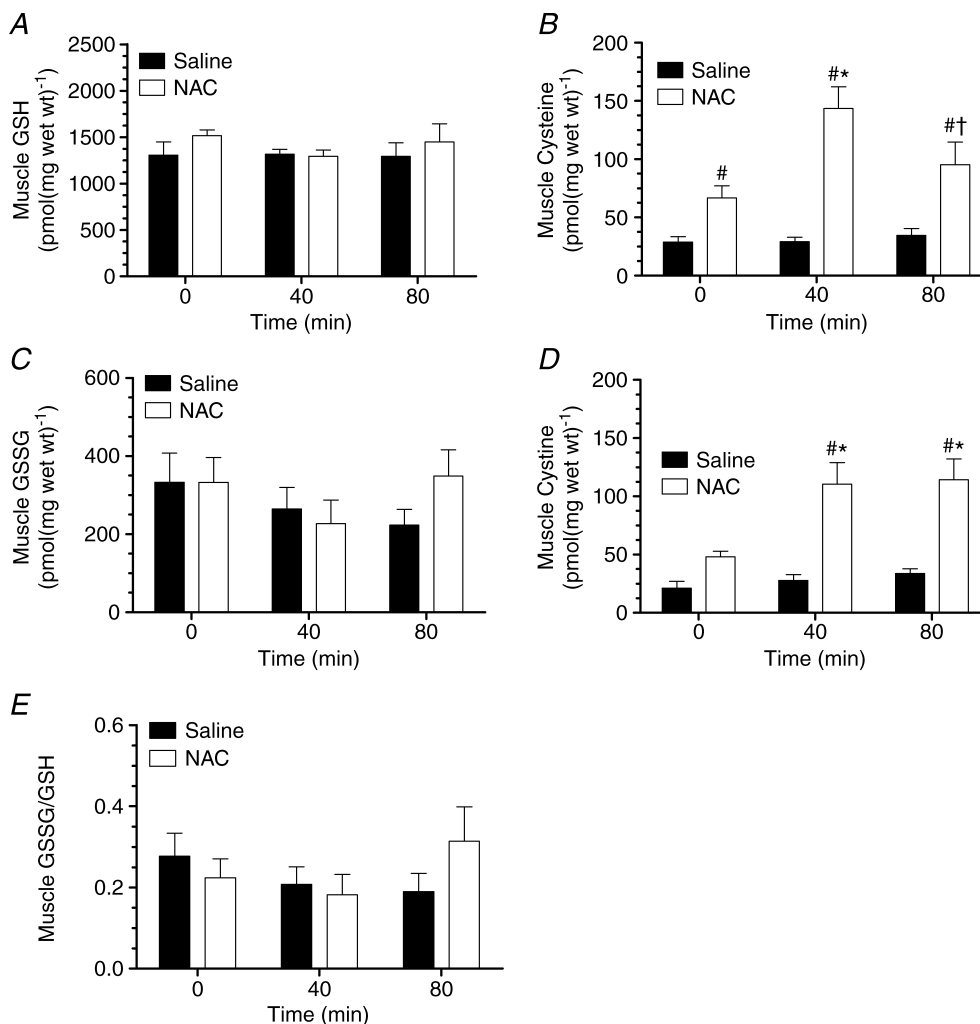 A
Muscle GSH
(pmol(mg wet wt)⁻¹)
2500
2000
1500
1000
500
0
Saline
NAC
0 40 80
Time (min)
B
Muscle Cysteine
(pmol(mg wet wt)⁻¹)
200
150
100
50
0
Saline
NAC
#
#*
#†
0 40 80
Time (min)
C
Muscle GSSG
(pmol(mg wet wt)⁻¹)
600
400
200
0
Saline
NAC
0 40 80
Time (min)
D
Muscle Cystine
(pmol(mg wet wt)⁻¹)
200
150
100
50
0
Saline
NAC
#*
#*
0 40 80
Time (min)
E
Muscle GSSG/GSH
0.6
0.4
0.2
0.0
Saline
NAC
0 40 80
Time (min)